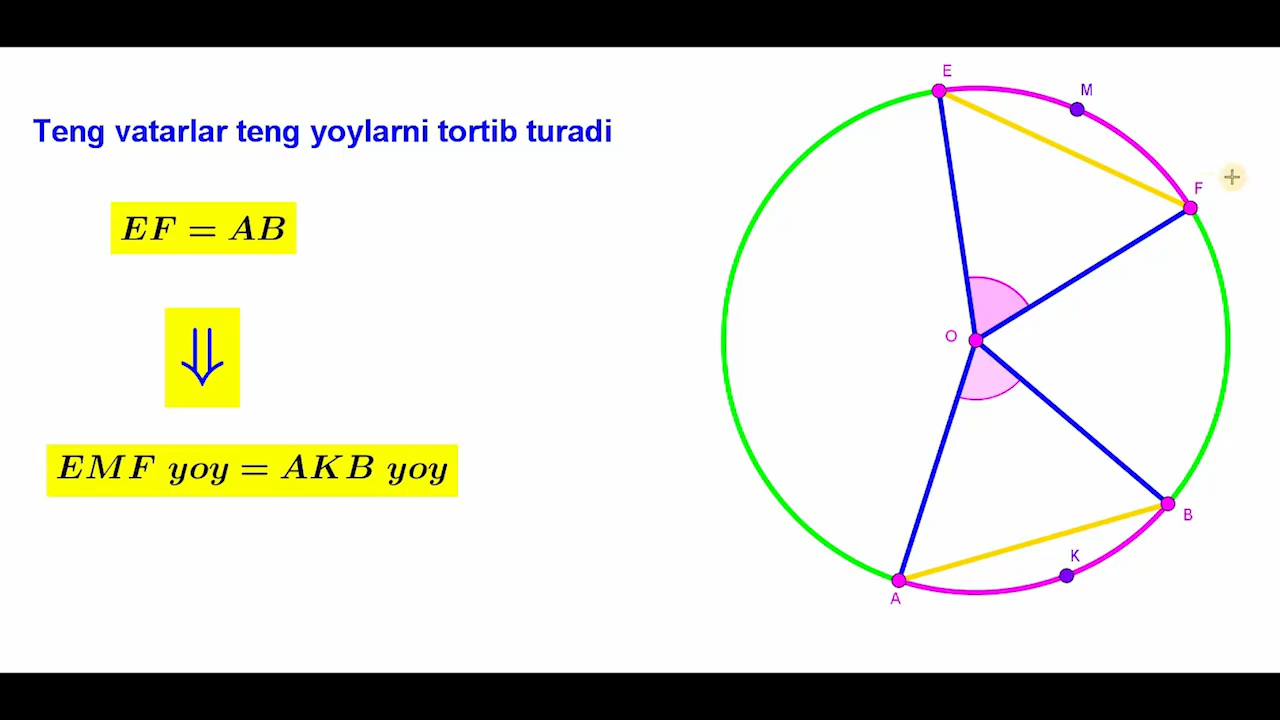 Teng vatarlar teng yoylarni tortib turadi
EF = AB
⇓
EMF yoy = AKB yoy
E
M
F
O
B
K
A